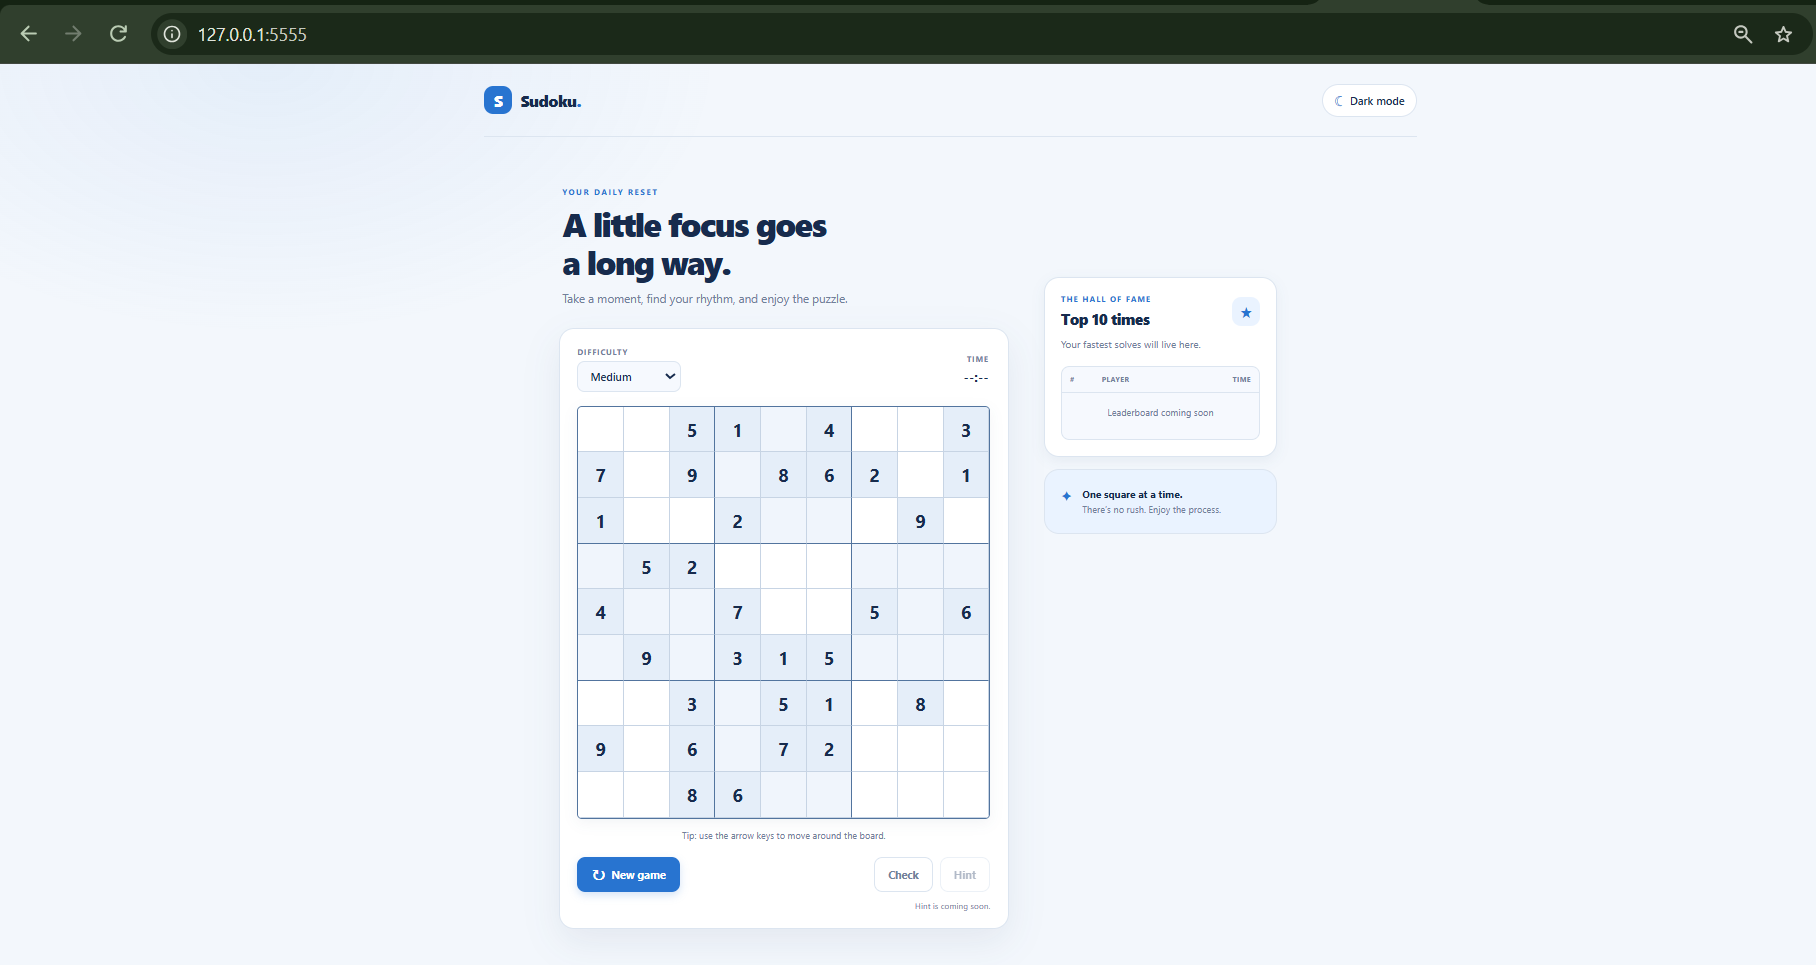 127.0.0.1:5555
S Sudoku.
Dark mode
YOUR DAILY RESET
A little focus goes
a long way.
Take a moment, find your rhythm, and enjoy the puzzle.
DIFFICULTY
Medium
TIME
--:--
5 1 4 3
7 9 8 6 2 1
1 2 9
5 2
4 7 5 6
9 3 1 5
3 5 1 8
9 6 7 2
8 6
Tip: use the arrow keys to move around the board.
New game
Check
Hint
Hint is coming soon.
THE HALL OF FAME
Top 10 times
Your fastest solves will live here.
# PLAYER TIME
Leaderboard coming soon
One square at a time.
There's no rush. Enjoy the process.